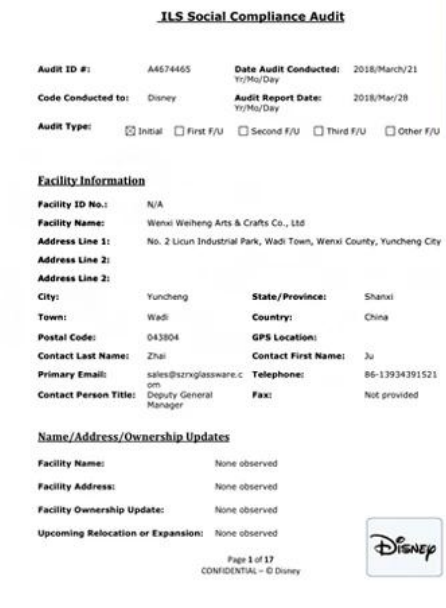 ILS Social Compliance Audit
Audit ID #: A4674465 Date Audit Conducted: 2018/March/21
Yr/Mo/Day
Code Conducted to: Disney Audit Report Date: 2018/Mar/28
Yr/Mo/Day
Audit Type: ☒ Initial ☐ First F/U ☐ Second F/U ☐ Third F/U ☐ Other F/U
Facility Information
Facility ID No.: N/A
Facility Name: Wenxi Weiheng Arts & Crafts Co., Ltd
Address Line 1: No. 2 Licun Industrial Park, Wadi Town, Wenxi County, Yuncheng City
Address Line 2:
Address Line 2:
City: Yuncheng State/Province: Shanxi
Town: Wadi Country: China
Postal Code: 043804 GPS Location:
Contact Last Name: Zhai Contact First Name: Ju
Primary Email: sales@szrxglassware.c Telephone: 86-13934391521
om
Contact Person Title: Deputy General Fax: Not provided
Manager
Name/Address/Ownership Updates
Facility Name: None observed
Facility Address: None observed
Facility Ownership Update: None observed
Upcoming Relocation or Expansion: None observed
Page 1 of 17
CONFIDENTIAL – © Disney
Disney